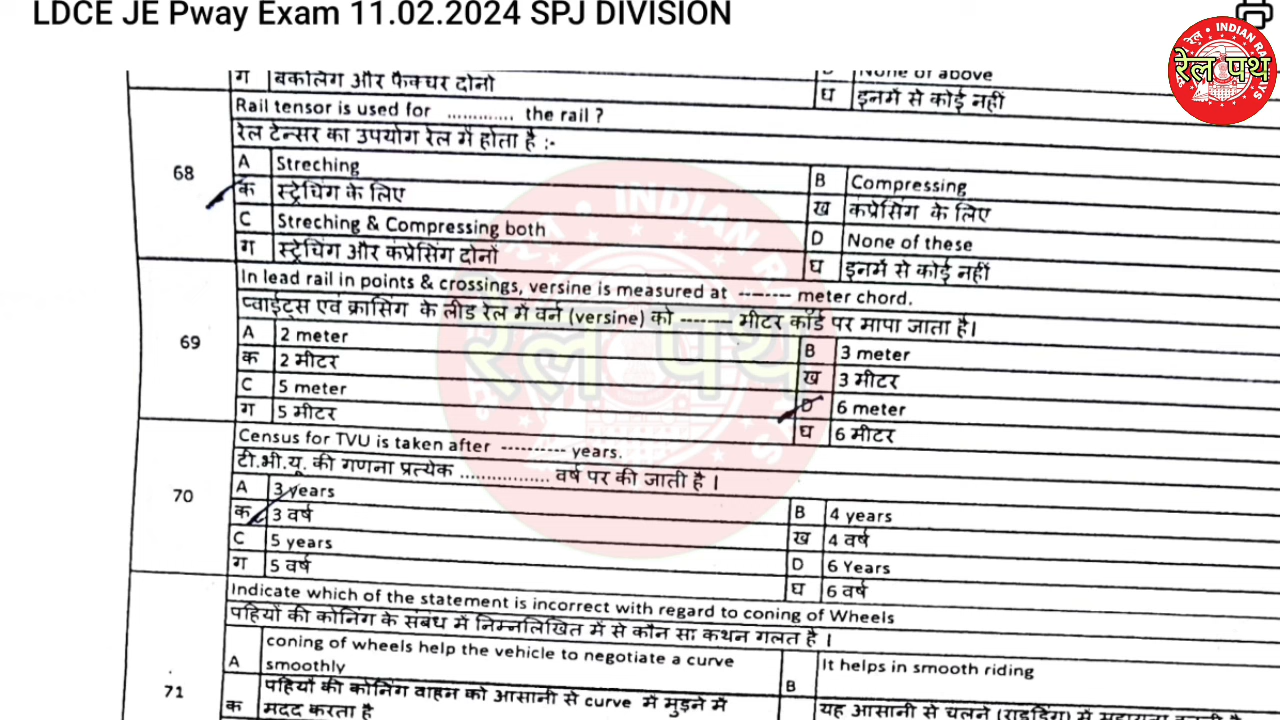 LDCE JE Pway Exam 11.02.2024 SPJ DIVISION
INDIAN
रेल पथ
ग बकलिंग और फैक्चर दोनो
None of above
घ इनमें से कोई नहीं
68
Rail tensor is used for ............. the rail ?
रेल टेन्सर का उपयोग रेल में होता है :-
A Streching
B Compressing
क स्ट्रेचिंग के लिए
ख कंप्रेसिंग के लिए
C Streching & Compressing both
D None of these
ग स्ट्रेचिंग और कंप्रेसिंग दोनों
घ इनमें से कोई नहीं
69
In lead rail in points & crossings, versine is measured at -------- meter chord.
प्वाईट्स एवं क्रासिंग के लीड रेल में वर्न (versine) को ------- मीटर कॉर्ड पर मापा जाता है।
A 2 meter
B 3 meter
क 2 मीटर
ख 3 मीटर
C 5 meter
D 6 meter
ग 5 मीटर
घ 6 मीटर
70
Census for TVU is taken after ---------- years.
टी.भी.यू. की गणना प्रत्येक ................. वर्ष पर की जाती है ।
A 3 years
B 4 years
क 3 वर्ष
ख 4 वर्ष
C 5 years
D 6 Years
ग 5 वर्ष
घ 6 वर्ष
71
Indicate which of the statement is incorrect with regard to coning of Wheels
पहियों की कोनिंग के संबंध में निम्नलिखित में से कौन सा कथन गलत है ।
A coning of wheels help the vehicle to negotiate a curve
smoothly
B It helps in smooth riding
क पहियों की कोनिंग वाहन को आसानी से curve में मुड़ने में
मदद करता है
यह आसानी से चलने (राइडिंग) में